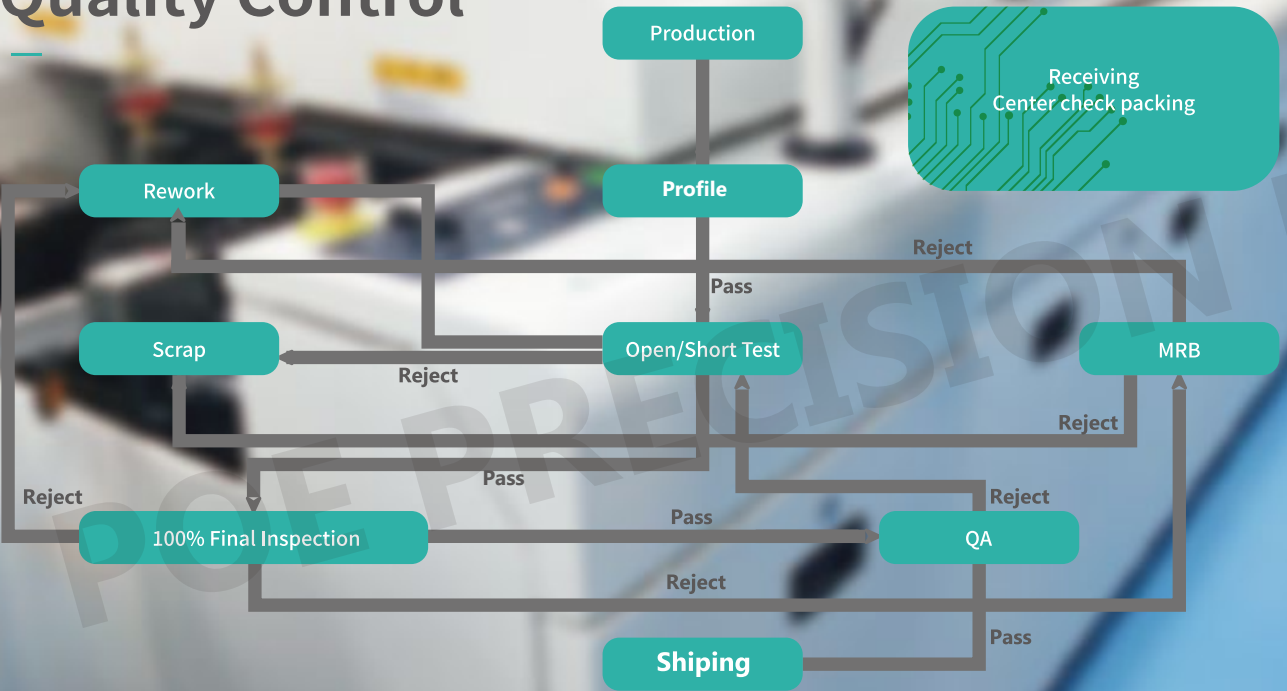 Quality Control
Production
Receiving
Center check packing
Rework
Profile
Reject
Pass
Scrap
Open/Short Test
MRB
Reject
Reject
Pass
Reject
Reject
100% Final Inspection
Pass
QA
Reject
Pass
Shiping
POE PRECISION